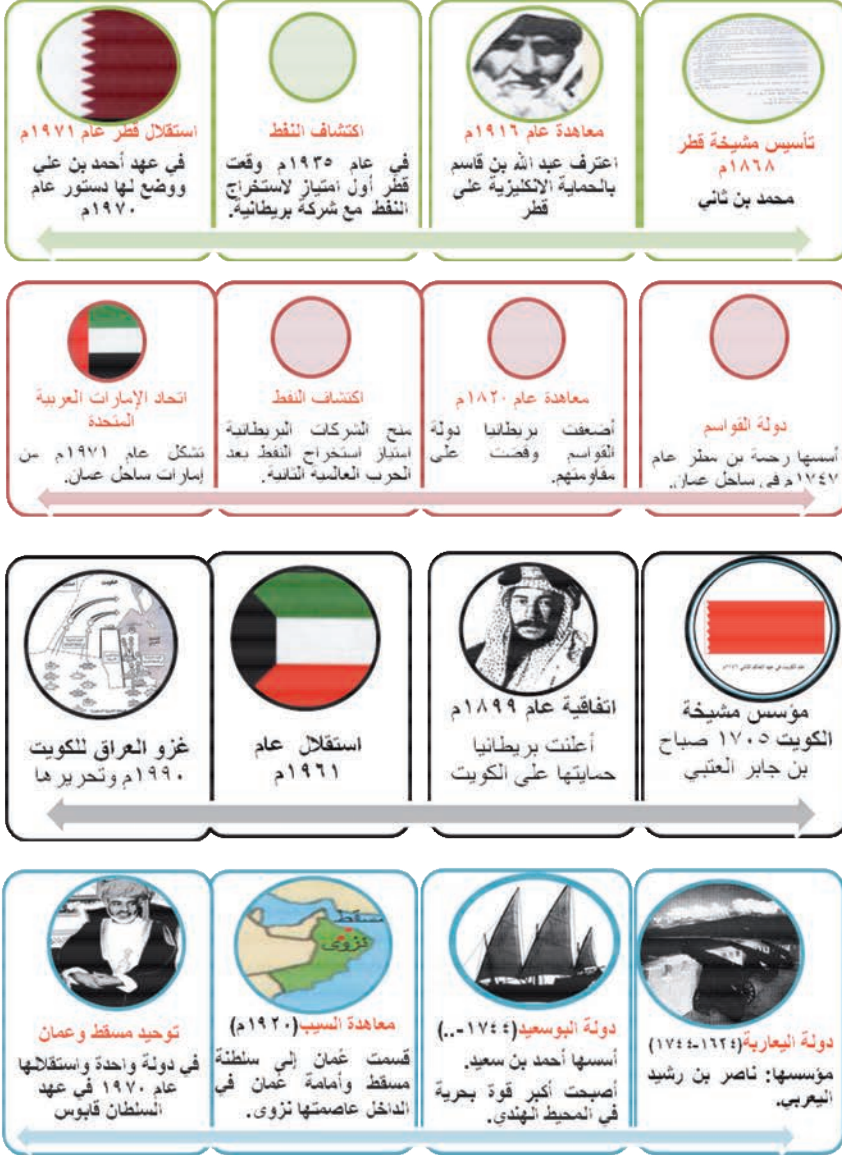 تأسيس مشيخة قطر
١٨٦٨م
محمد بن ثاني
معاهدة عام ١٩١٦م
اعترف عبد الله بن قاسم
بالحماية الانكليزية على
قطر
اكتشاف النفط
في عام ١٩٣٥م وقعت
قطر أول امتياز لاستخراج
النفط مع شركة بريطانية.
استقلال قطر عام ١٩٧١م
في عهد أحمد بن علي
ووضع لها دستور عام
١٩٧٠م
دولة القواسم
أسسها رحمة بن مطر عام
١٧٤٧م في ساحل عمان.
معاهدة عام ١٨٢٠م
أضعفت بريطانيا دولة
القواسم وقضت على
مقاومتهم.
اكتشاف النفط
منح الشركات البريطانية
امتياز استخراج النفط بعد
الحرب العالمية الثانية.
اتحاد الإمارات العربية
المتحدة
تشكل عام ١٩٧١م من
إمارات ساحل عمان.
علم الكويت في عهد الحاكم الثاني
مؤسس مشيخة
الكويت ١٧٠٥ صباح
بن جابر العتبي
اتفاقية عام ١٨٩٩م
أعلنت بريطانيا
حمايتها على الكويت
استقلال عام
١٩٦١م
غزو العراق للكويت
١٩٩٠م وتحريرها
دولة اليعاربة(١٦٢٤-١٧٤٤)
مؤسسها: ناصر بن رشيد
اليعربي.
دولة البوسعيد(١٧٤٤-..)
أسسها أحمد بن سعيد.
أصبحت أكبر قوة بحرية
في المحيط الهندي.
مسقط
نزوى
معاهدة السيب(١٩٢٠م)
قسمت عُمان إلى سلطنة
مسقط وأمامة عمان في
الداخل عاصمتها نزوى.
توحيد مسقط وعمان
في دولة واحدة واستقلالها
عام ١٩٧٠ في عهد
السلطان قابوس